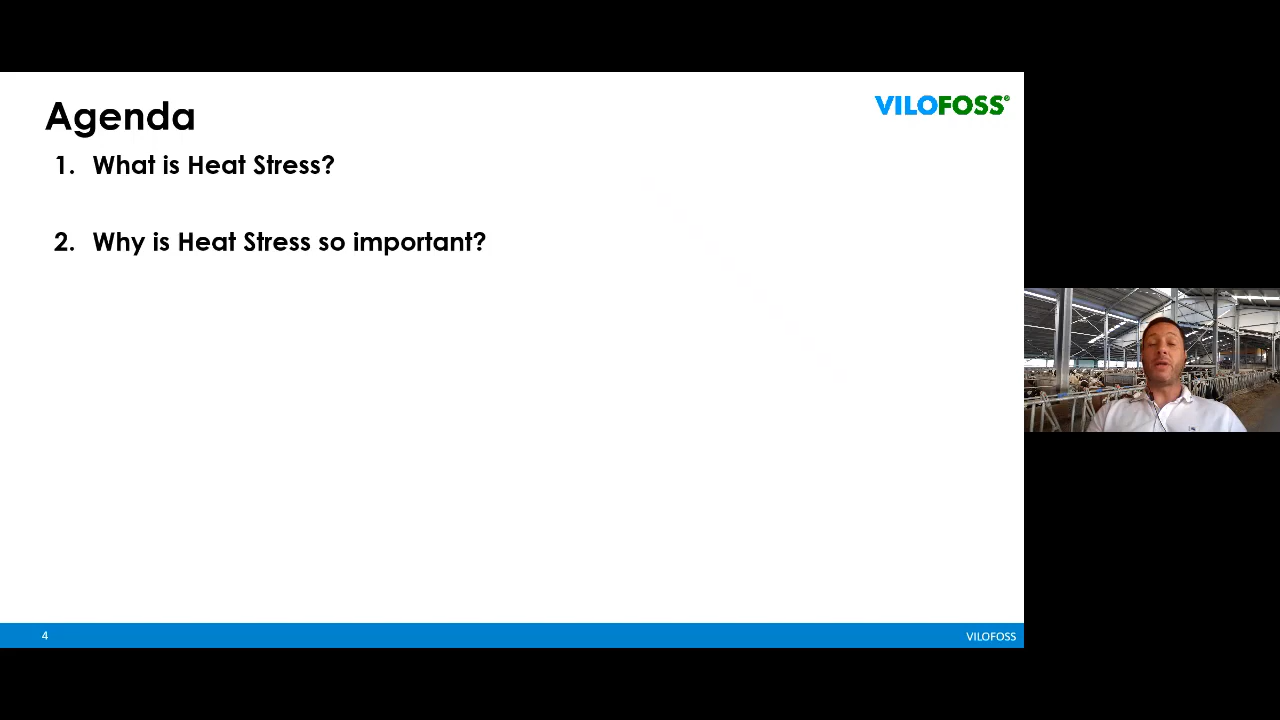 Agenda
VILOFOSS®
1. What is Heat Stress?
2. Why is Heat Stress so important?
4
VILOFOSS